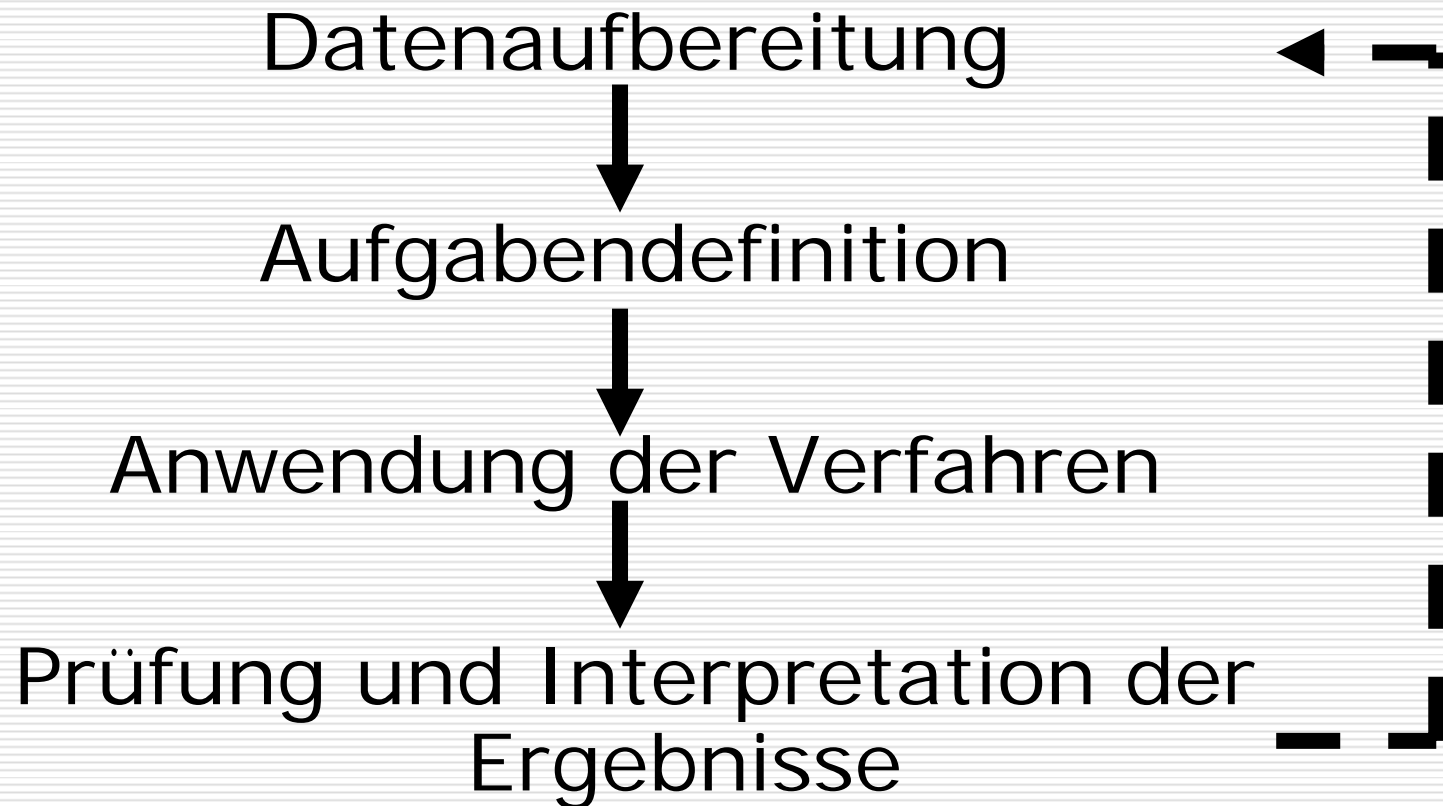 Datenaufbereitung
Aufgabendefinition
Anwendung der Verfahren
Prüfung und Interpretation der
Ergebnisse